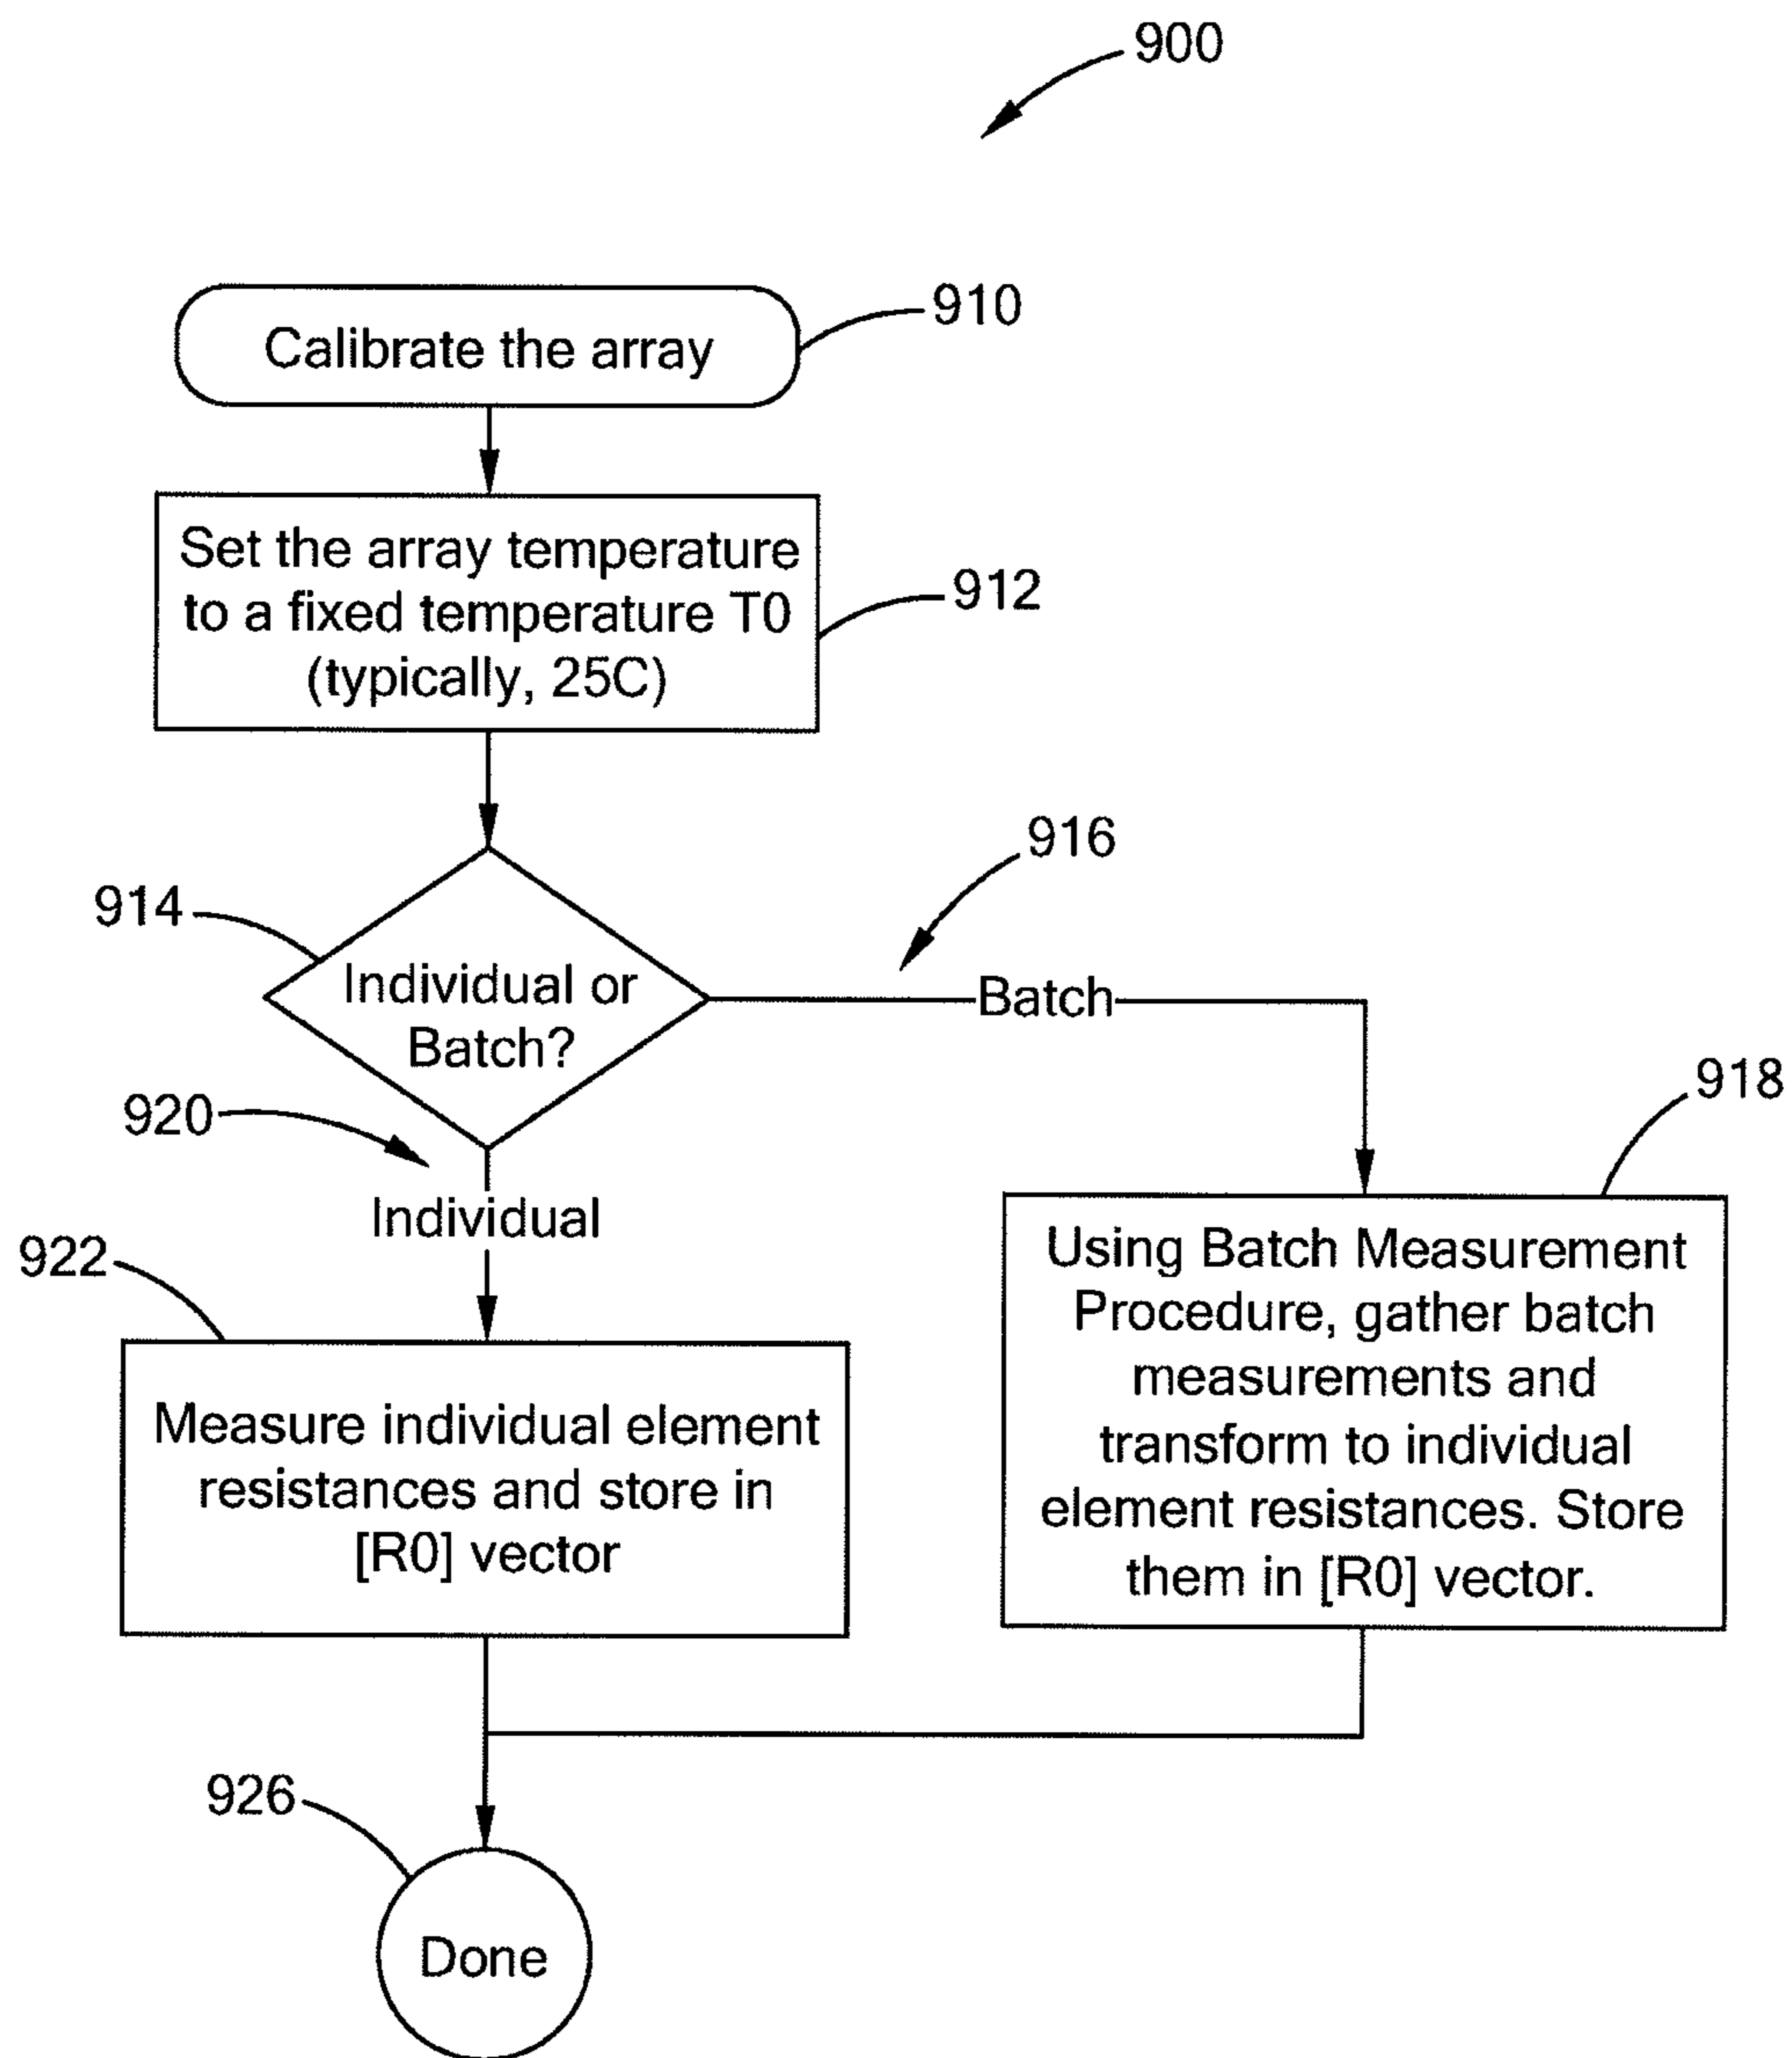 900
910
Calibrate the array
Set the array temperature
to a fixed temperature T0
(typically, 25C)
912
916
914
Individual or
Batch?
Batch
918
920
Individual
922
Using Batch Measurement
Procedure, gather batch
measurements and
transform to individual
element resistances. Store
them in [R0] vector.
Measure individual element
resistances and store in
[R0] vector
926
Done